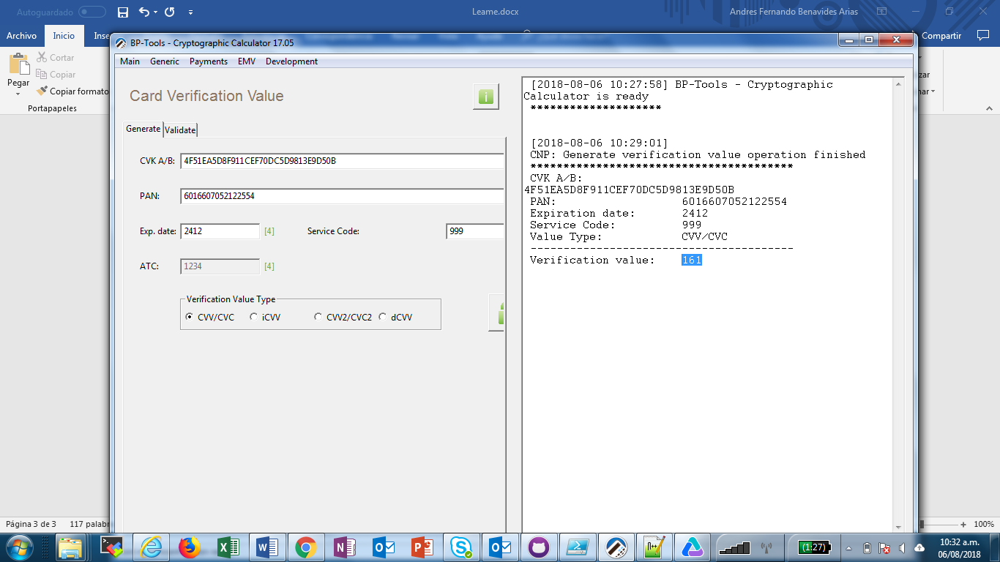 Autoguardado
Leame.docx
Andres Fernando Benavides Arias
Archivo
Inicio
Compartir
Pegar
Cortar
Copiar
Copiar formato
Portapapeles
BP-Tools - Cryptographic Calculator 17.05
Main Generic Payments EMV Development
Card Verification Value
Generate Validate
CVK A/B: 4F51EA5D8F911CEF70DC5D9813E9D50B
PAN: 6016607052122554
Exp. date: 2412 [4] Service Code: 999
ATC: 1234 [4]
Verification Value Type
CVV/CVC iCVV CVV2/CVC2 dCVV
[2018-08-06 10:27:58] BP-Tools - Cryptographic
Calculator is ready
********************
[2018-08-06 10:29:01]
CNP: Generate verification value operation finished
****************************************
CVK A/B:
4F51EA5D8F911CEF70DC5D9813E9D50B
PAN: 6016607052122554
Expiration date: 2412
Service Code: 999
Value Type: CVV/CVC
----------------------------------------
Verification value: 161
Página 3 de 3 117 palabr
100%
(1:27)
10:32 a.m.
06/08/2018